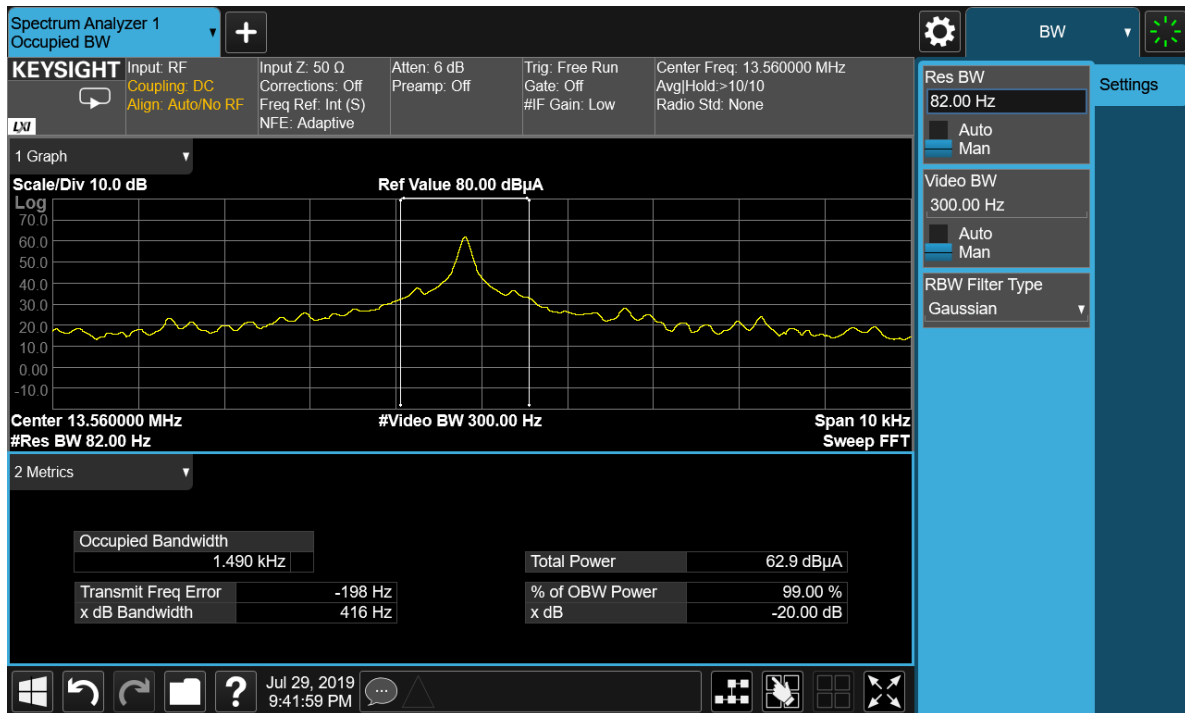 Spectrum Analyzer 1
Occupied BW
+
BW
KEYSIGHT
LXI
Input: RF
Coupling: DC
Align: Auto/No RF
Input Z: 50 Ω
Corrections: Off
Freq Ref: Int (S)
NFE: Adaptive
Atten: 6 dB
Preamp: Off
Trig: Free Run
Gate: Off
#IF Gain: Low
Center Freq: 13.560000 MHz
Avg|Hold:>10/10
Radio Std: None
1 Graph
Scale/Div 10.0 dB
Ref Value 80.00 dBµA
Log
70.0
60.0
50.0
40.0
30.0
20.0
10.0
0.00
-10.0
Center 13.560000 MHz
#Video BW 300.00 Hz
Span 10 kHz
#Res BW 82.00 Hz
Sweep FFT
2 Metrics
Occupied Bandwidth
1.490 kHz
Total Power 62.9 dBµA
Transmit Freq Error -198 Hz
% of OBW Power 99.00 %
x dB Bandwidth 416 Hz
x dB -20.00 dB
?
Jul 29, 2019
9:41:59 PM
Res BW
82.00 Hz
Auto
Man
Video BW
300.00 Hz
Auto
Man
RBW Filter Type
Gaussian
Settings